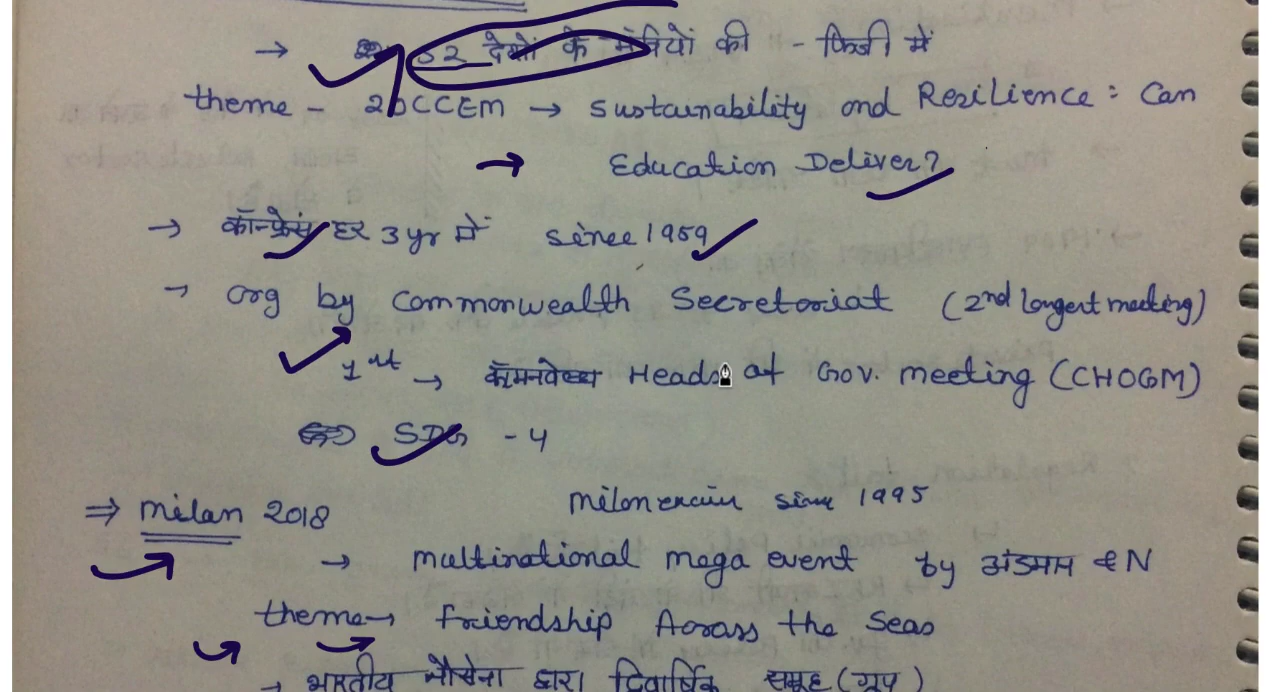 → 52 देशों के मंत्रियों की - फिजी में
theme - 20CCEM → Sustainability and Resilience : Can
→ Education Deliver?
→ कॉन्फ्रेंस हर 3 yr में since 1959
→ Org by Commonwealth Secretariat (2nd longest meeting)
1st → कॉमनवेल्थ Heads of Gov. meeting (CHOGM)
SDG - 4
⇒ milan 2018 milan since 1995
→ multinational mega event by अंडमान & N
theme → friendship Across the Seas
→ भारतीय नौसेना द्वारा द्विवार्षिक समूह (ग्रुप)